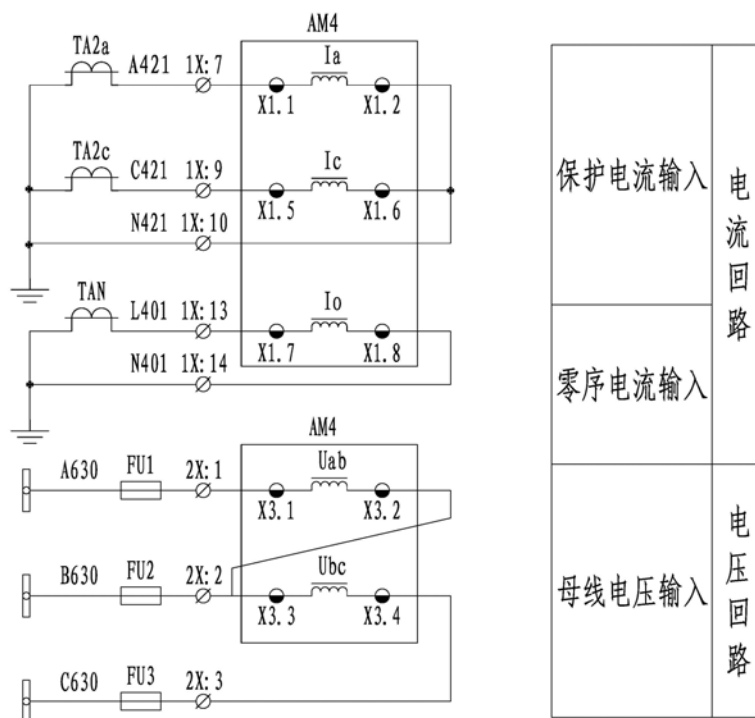 AM4
TA2a A421 1X:7 Ia
X1.1 X1.2
TA2c C421 1X:9 Ic
X1.5 X1.6
N421 1X:10
TAN L401 1X:13 Io
X1.7 X1.8
N401 1X:14
AM4
A630 FU1 2X:1 Uab
X3.1 X3.2
B630 FU2 2X:2 Ubc
X3.3 X3.4
C630 FU3 2X:3
保护电流输入
零序电流输入
电流回路
母线电压输入
电压回路